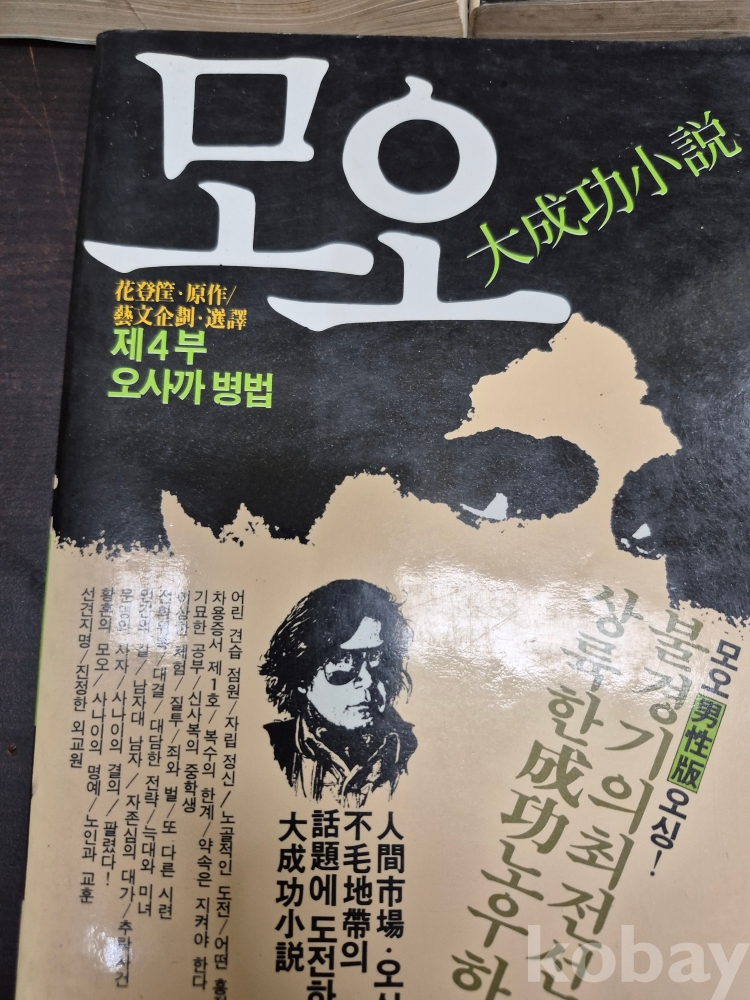 모오
大成功小説
花登筐·原作/
藝文企劃·選譯
제4부
오사까 병법
모오男性版오싱!
불경기의최전선
상륙한成功노우하
人間市場·오싱
不毛地帶의
話題에 도전하
大成功小説
어린 견습 점원/자립 정신/노골적인 도전/어떤
차용증서 제1호/복수의 한계/약속은 지켜야 한다
기묘한 공부/신사복의 중학생
이상한 체험/질투/죄와 벌/또 다른 시련
대결/대담한 전략/늑대와 미녀
남자대 남자/자존심의 대가/추락사건
사자/사나이의 결의/팔렸다!
황혼의 모오/사나이의 명예/노인과 교훈
선견지명/진정한 외교원
kobay